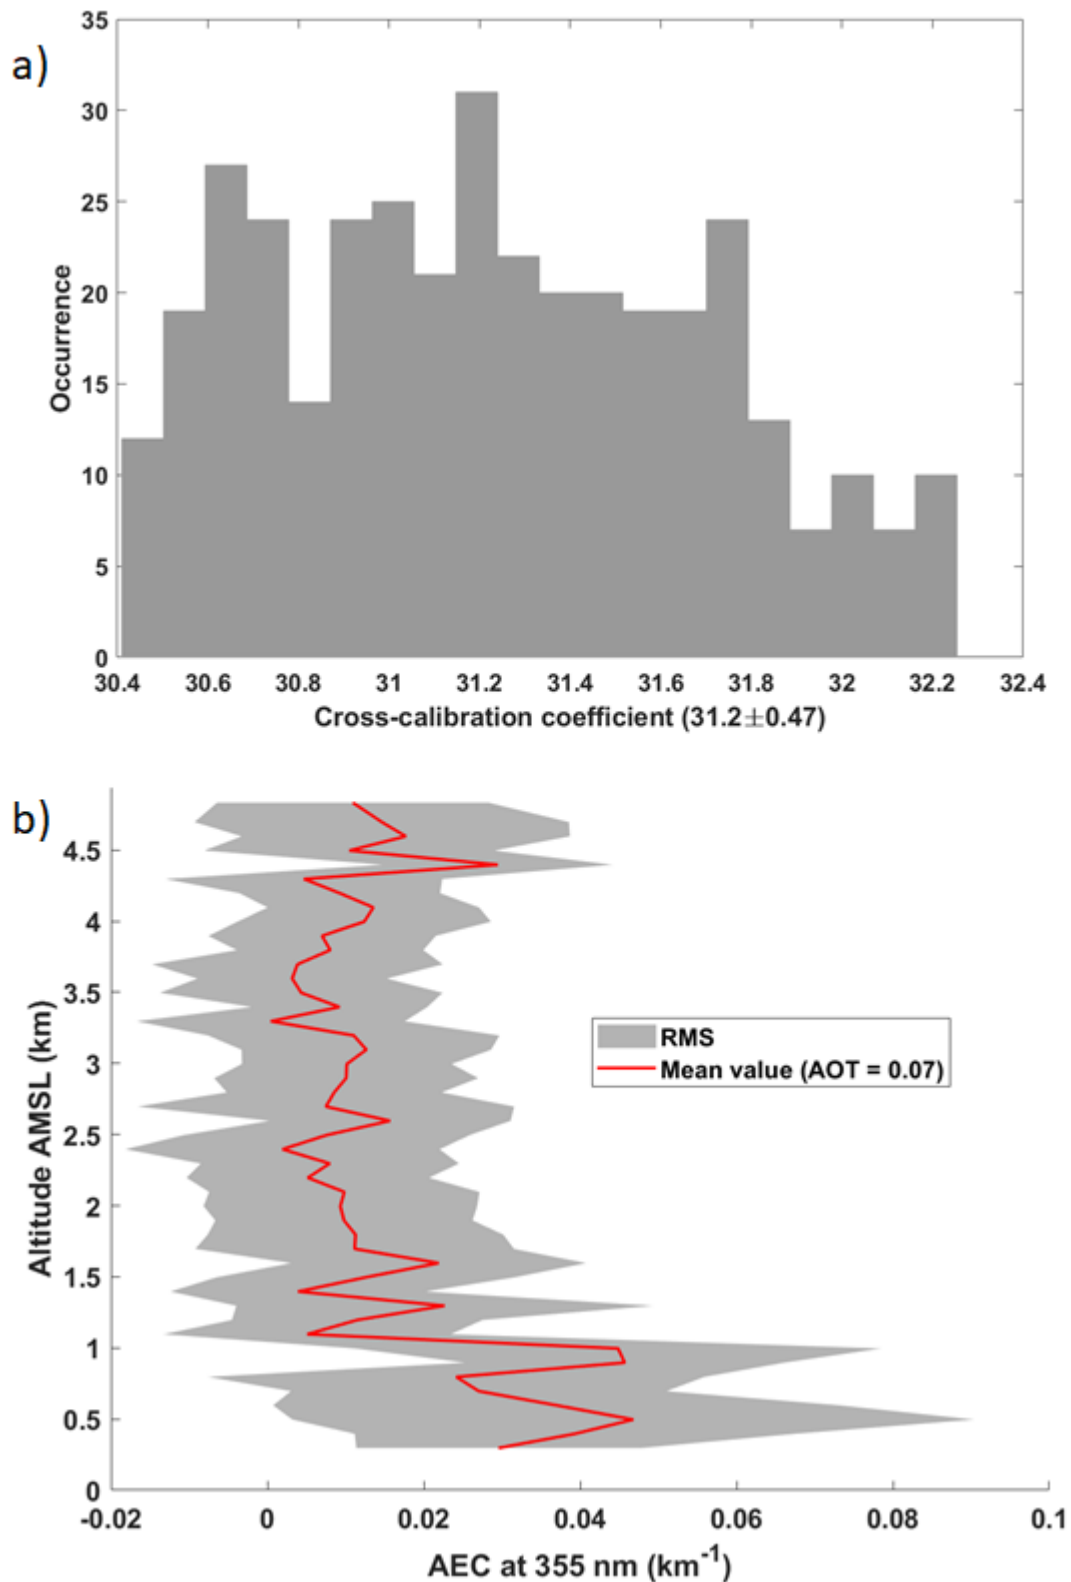 a)
35
30
25
20
15
10
5
0
Occurrence
30.4 30.6 30.8 31 31.2 31.4 31.6 31.8 32 32.2 32.4
Cross-calibration coefficient (31.2±0.47)
b)
4.5
4
3.5
3
2.5
2
1.5
1
0.5
0
Altitude AMSL (km)
RMS
Mean value (AOT = 0.07)
-0.02 0 0.02 0.04 0.06 0.08 0.1
AEC at 355 nm (km⁻¹)